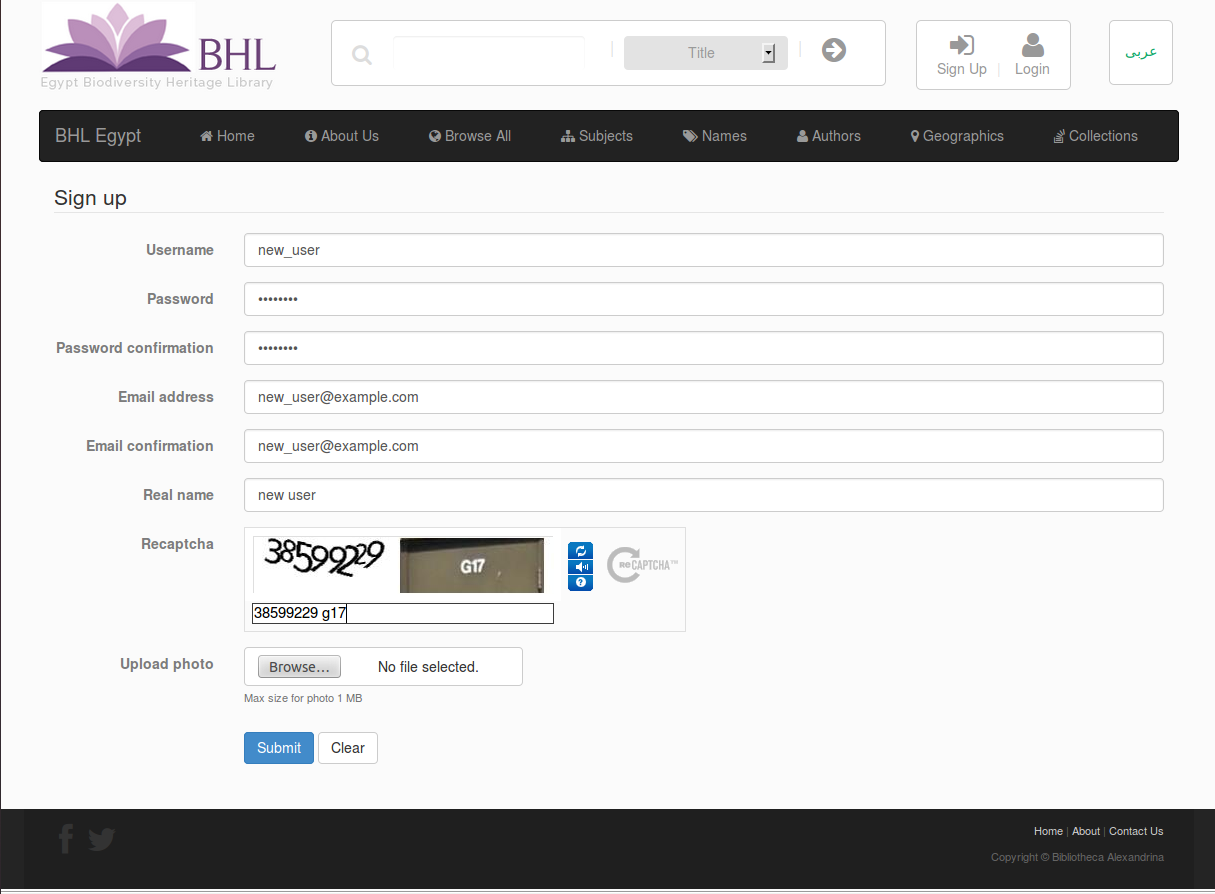 BHL
Egypt Biodiversity Heritage Library
Title
Sign Up | Login
عربى
BHL Egypt Home About Us Browse All Subjects Names Authors Geographics Collections
Sign up
Username new_user
Password ••••••••
Password confirmation ••••••••
Email address new_user@example.com
Email confirmation new_user@example.com
Real name new user
Recaptcha 38599229 G17
reCAPTCHA™
38599229 g17
Upload photo Browse... No file selected.
Max size for photo 1 MB
Submit Clear
Home | About | Contact Us
Copyright © Bibliotheca Alexandrina